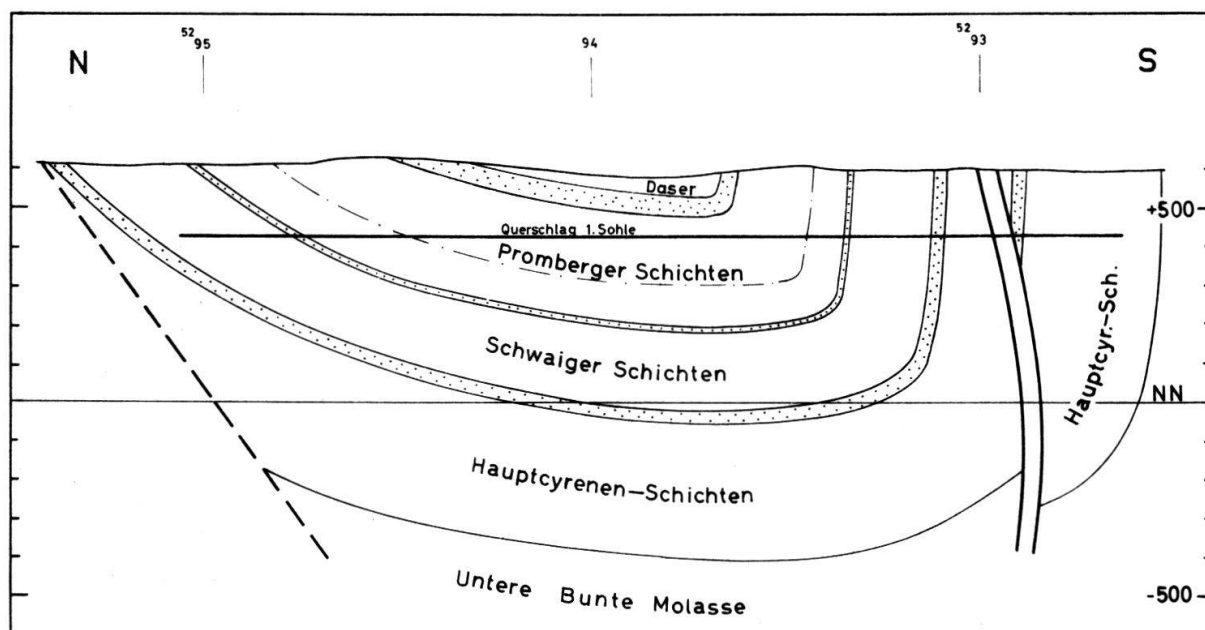 52 95
94
52 93
N
S
Daser
+500
Querschlag 1. Sohle
Promberger Schichten
Schwaiger Schichten
Hauptcyr.-Sch.
NN
Hauptcyrenen-Schichten
Untere Bunte Molasse
-500